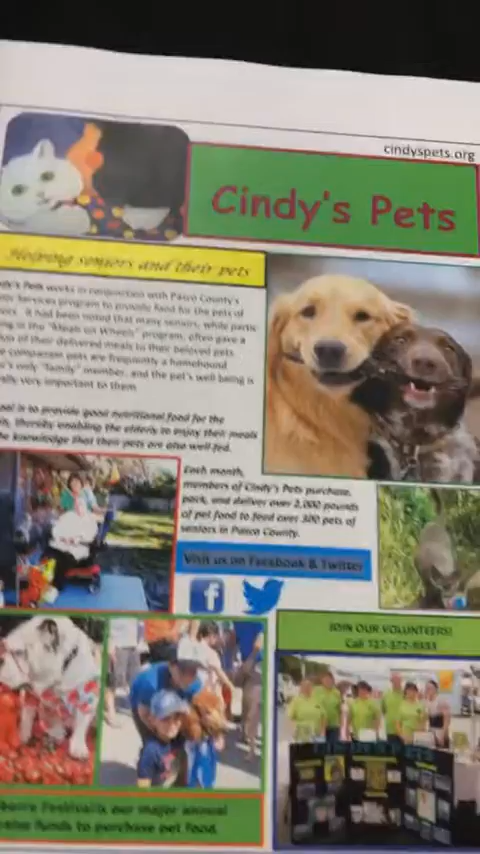 cindyspets.org
Cindy's Pets
Helping seniors and their pets
Pets works in conjunction with Pasco County's
Services program to provide food for the pets of
It had been noted that many seniors, while
in the "Meals on Wheels" program, often gave a
of their delivered meals to their beloved pets
companion pets are frequently a homebound
only "family" member, and the pet's well being is
very important to them
is to provide good nutritional food for the
thereby enabling the elderly to enjoy their meals
knowledge that their pets are also well-fed.
Each month,
members of Cindy's Pets purchase,
pack, and deliver over 2,000 pounds
of pet food to feed over 300 pets of
seniors in Pasco County.
Visit us on Facebook & Twitter
f
JOIN OUR VOLUNTEERS!
Call
CINDY'S PETS
Festival is our major annual
funds to purchase pet food.